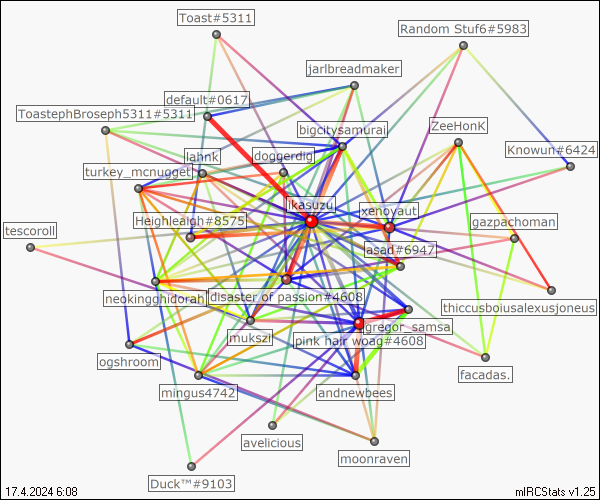 Toast#5311
Random Stuf6#5983
jarlbreadmaker
default#0617
ToastephBroseph5311#5311
bigcitysamurai
ZeeHonK
lahnk
doggerdig
Knowun#6424
turkey_mcnugget
ikasuzu
xenoyaut
Heighleaigh#8575
gazpachoman
tescoroll
jasad#6947
neokingghidorah
disaster of passion#4608
thiccusboiusalexusjoneus
gregor_samsa
mukszi
pink hair woag#4608
ogshroom
facadas.
mingus4742
andnewbees
avelicious
moonraven
Duck™#9103
17.4.2024 6:08
mIRCStats v1.25